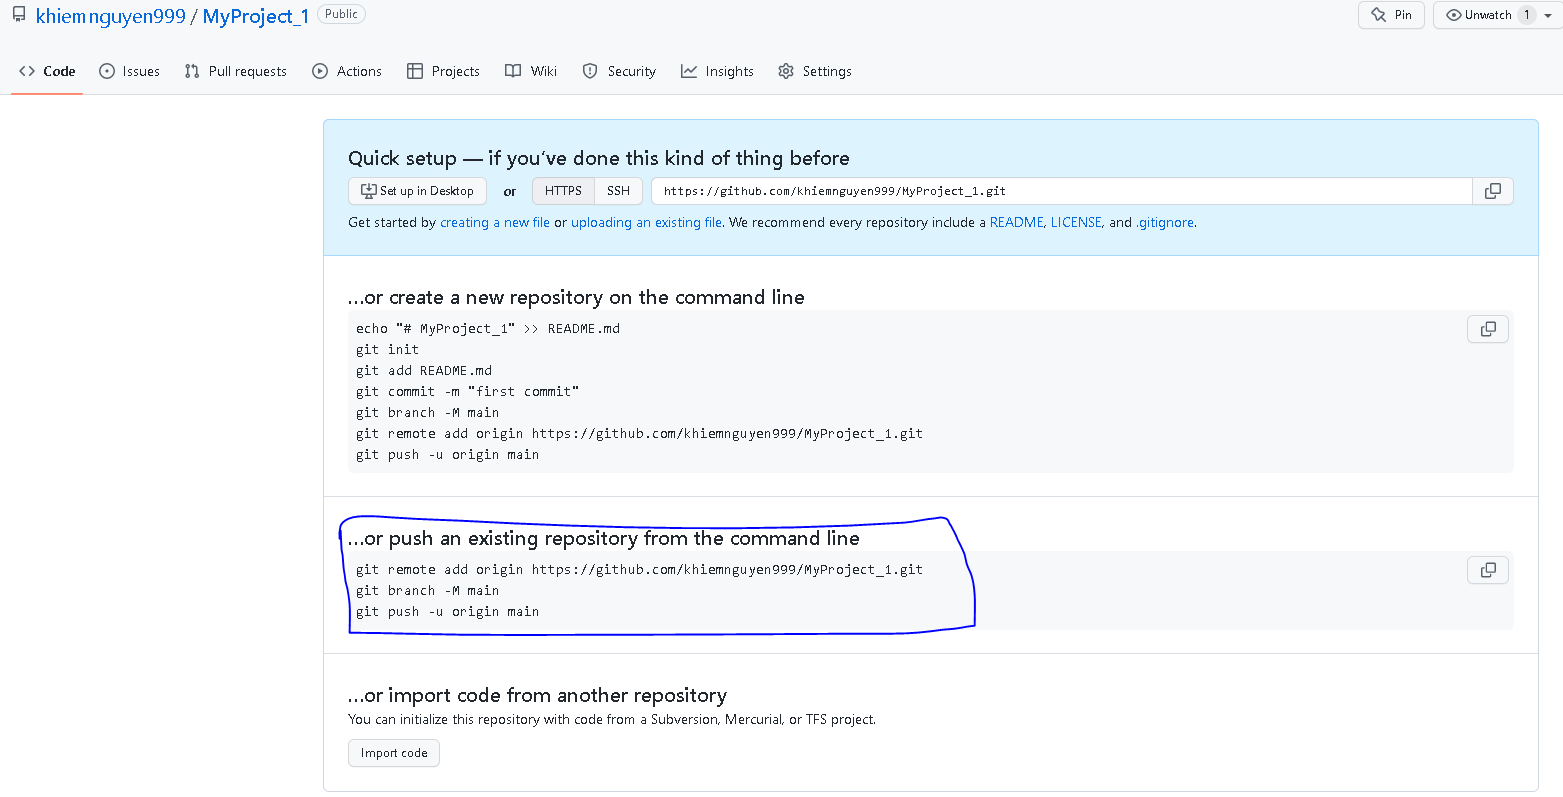 khiemnguyen999 / MyProject_1 Public
Pin
Unwatch 1
Code Issues Pull requests Actions Projects Wiki Security Insights Settings
Quick setup — if you’ve done this kind of thing before
Set up in Desktop or HTTPS SSH https://github.com/khiemnguyen999/MyProject_1.git
Get started by creating a new file or uploading an existing file. We recommend every repository include a README, LICENSE, and .gitignore.
…or create a new repository on the command line
echo "# MyProject_1" >> README.md
git init
git add README.md
git commit -m "first commit"
git branch -M main
git remote add origin https://github.com/khiemnguyen999/MyProject_1.git
git push -u origin main
…or push an existing repository from the command line
git remote add origin https://github.com/khiemnguyen999/MyProject_1.git
git branch -M main
git push -u origin main
…or import code from another repository
You can initialize this repository with code from a Subversion, Mercurial, or TFS project.
Import code